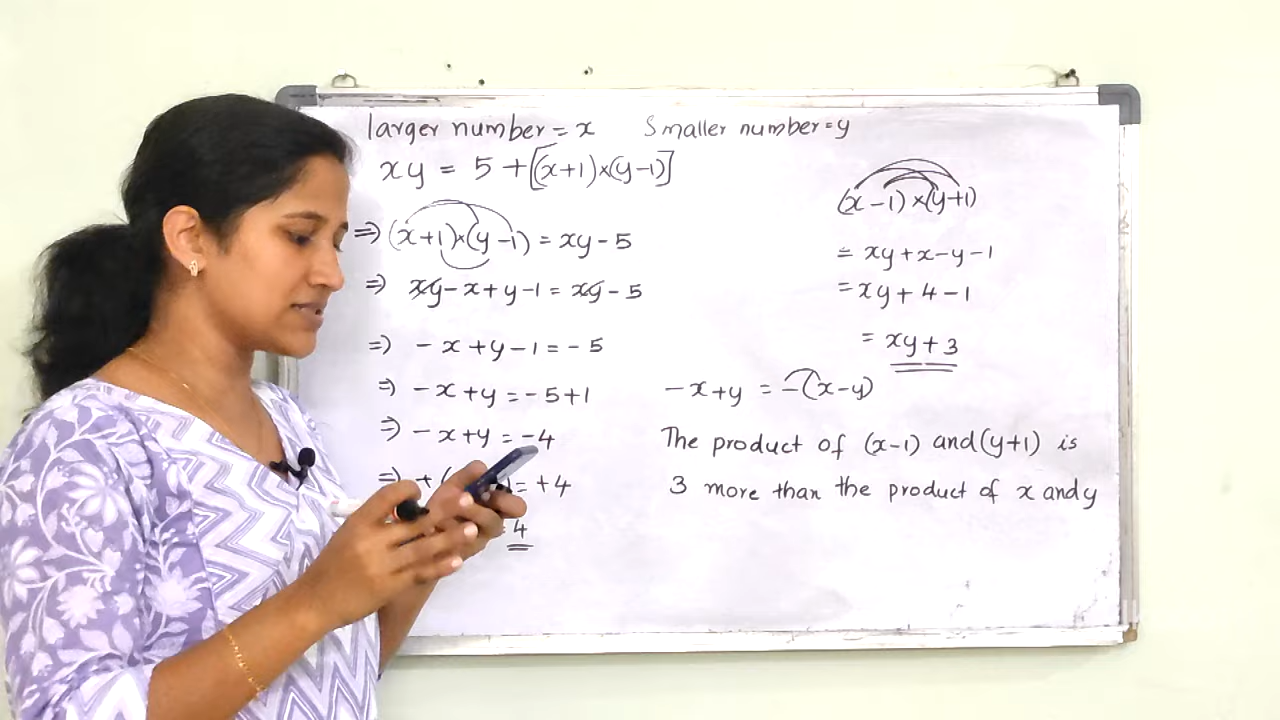 larger number = x Smaller number = y
xy = 5 + [(x+1)×(y-1)]
⇒ (x+1)×(y-1) = xy - 5
⇒ xy - x + y - 1 = xy - 5
⇒ - x + y - 1 = - 5
⇒ - x + y = - 5 + 1
⇒ - x + y = - 4
⇒ + ( = + 4
= 4
(x - 1) × (y+1)
= xy + x - y - 1
= xy + 4 - 1
= xy + 3
- x + y = - (x - y)
The product of (x-1) and (y+1) is
3 more than the product of x and y